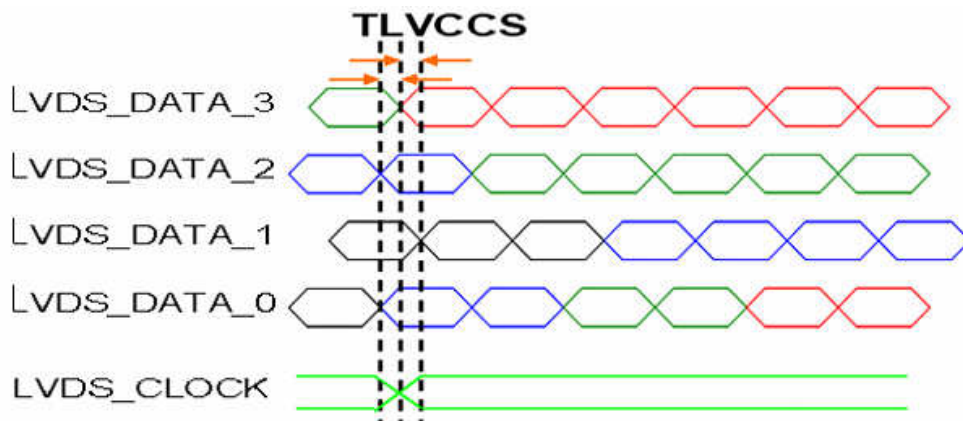 TLVCCS
LVDS_DATA_3
LVDS_DATA_2
LVDS_DATA_1
LVDS_DATA_0
LVDS_CLOCK